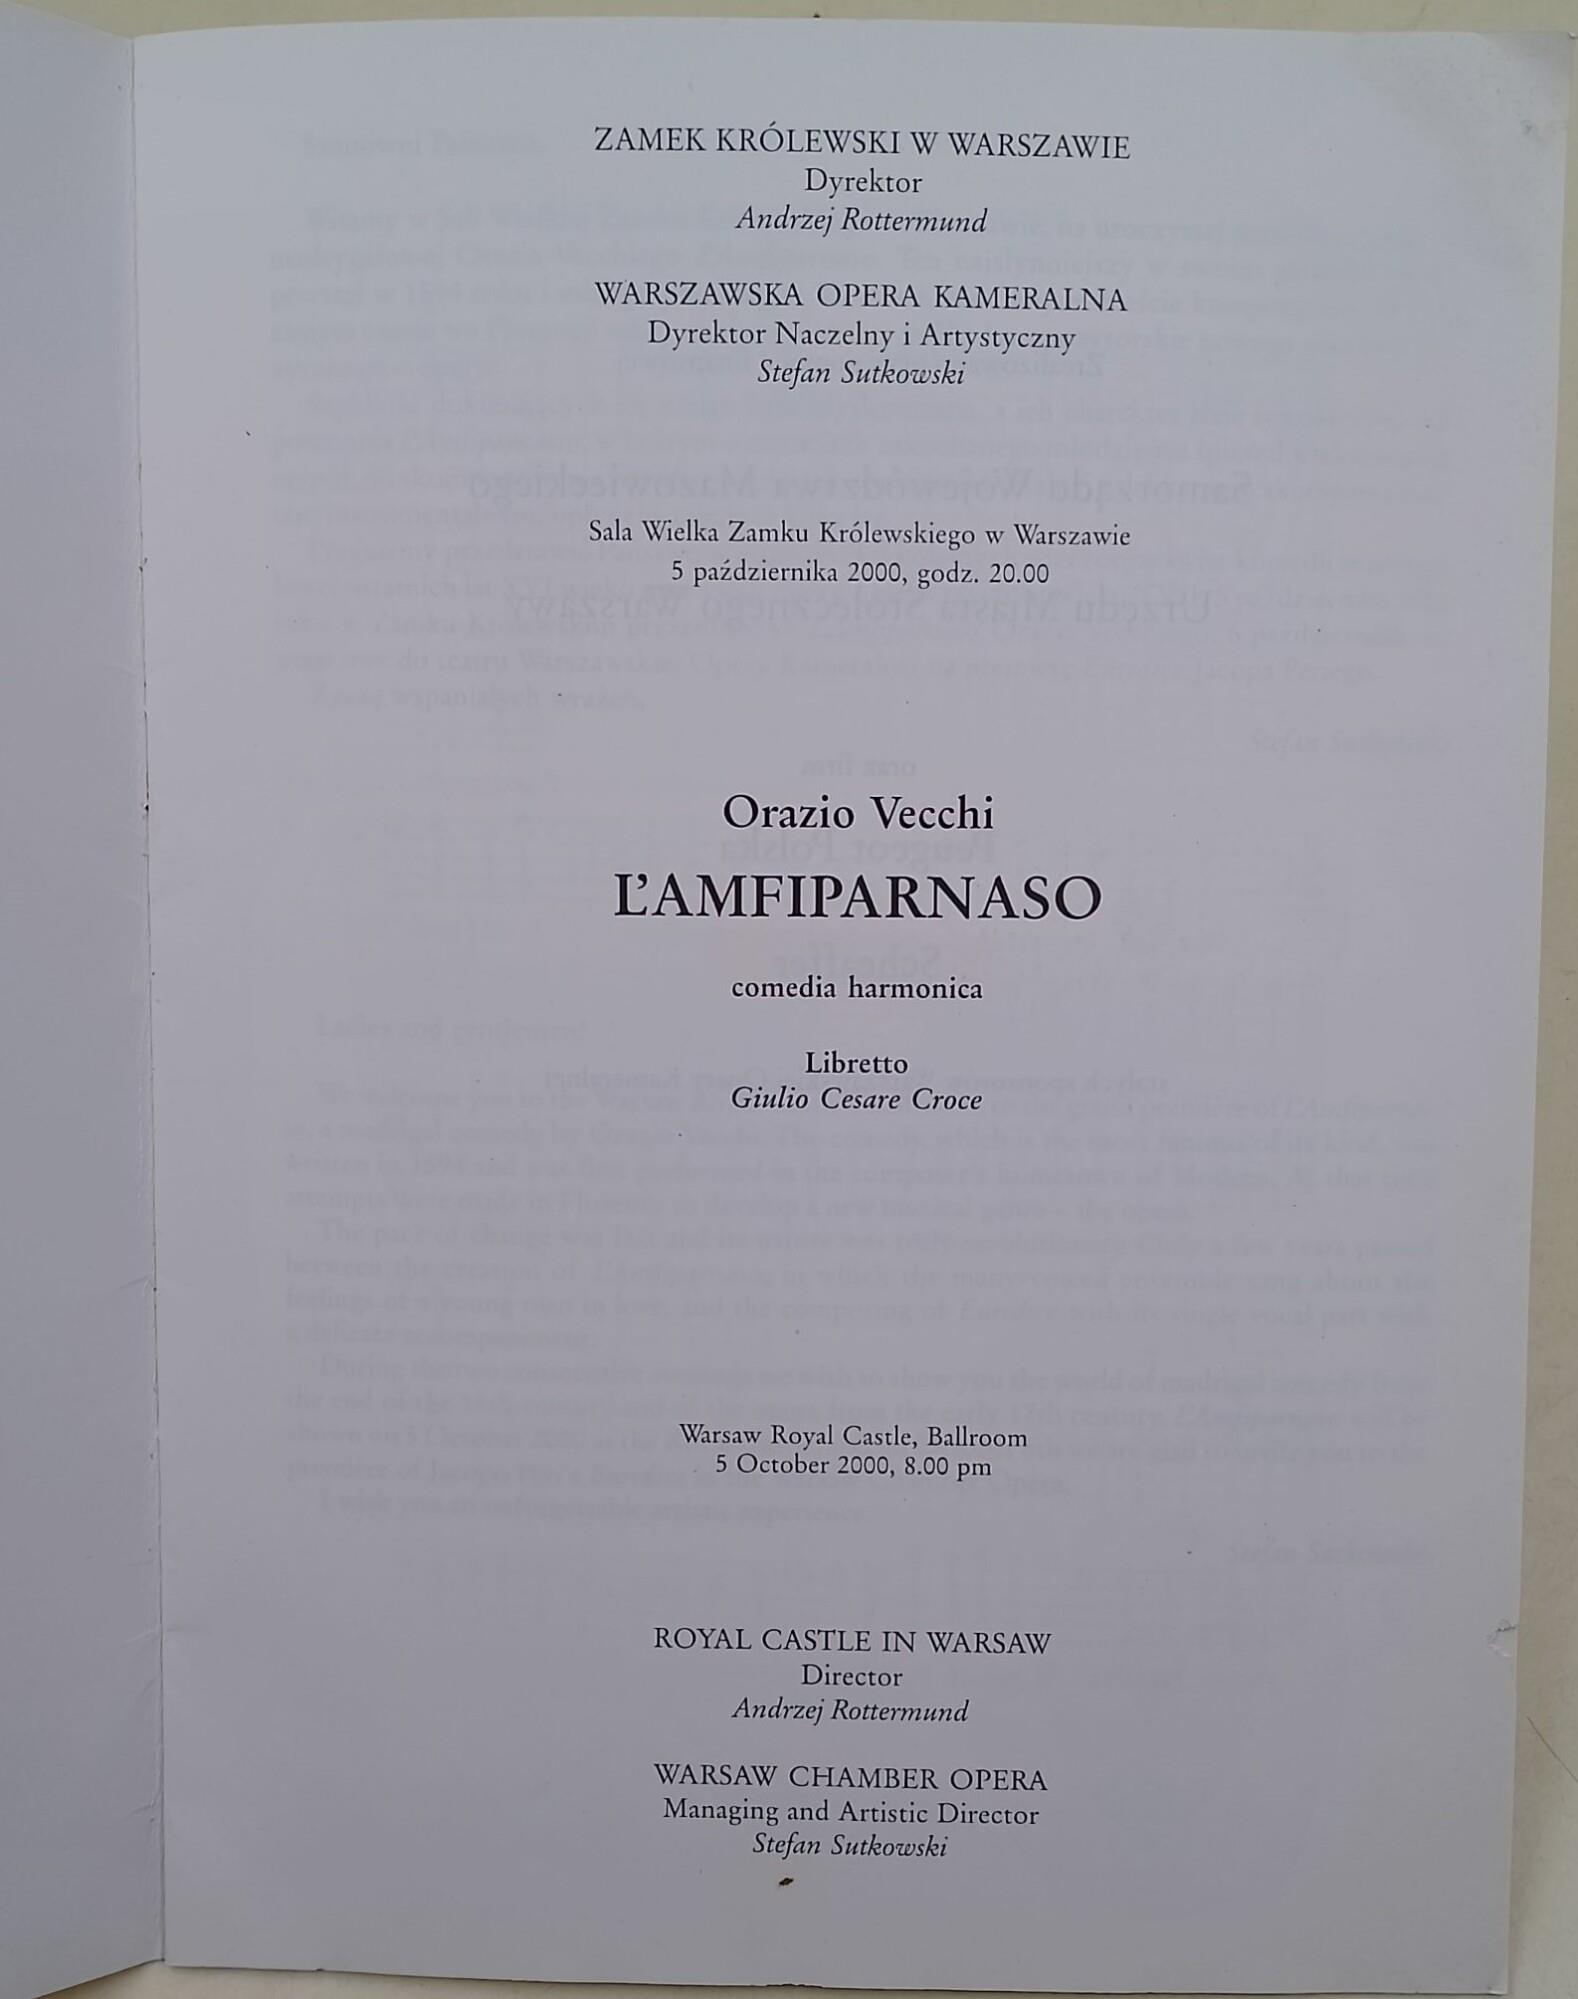 ZAMEK KRÓLEWSKI W WARSZAWIE
Dyrektor
Andrzej Rottermund
WARSZAWSKA OPERA KAMERALNA
Dyrektor Naczelny i Artystyczny
Stefan Sutkowski
Sala Wielka Zamku Królewskiego w Warszawie
5 października 2000, godz. 20.00
Orazio Vecchi
L'AMFIPARNASO
comedia harmonica
Libretto
Giulio Cesare Croce
Warsaw Royal Castle, Ballroom
5 October 2000, 8.00 pm
ROYAL CASTLE IN WARSAW
Director
Andrzej Rottermund
WARSAW CHAMBER OPERA
Managing and Artistic Director
Stefan Sutkowski